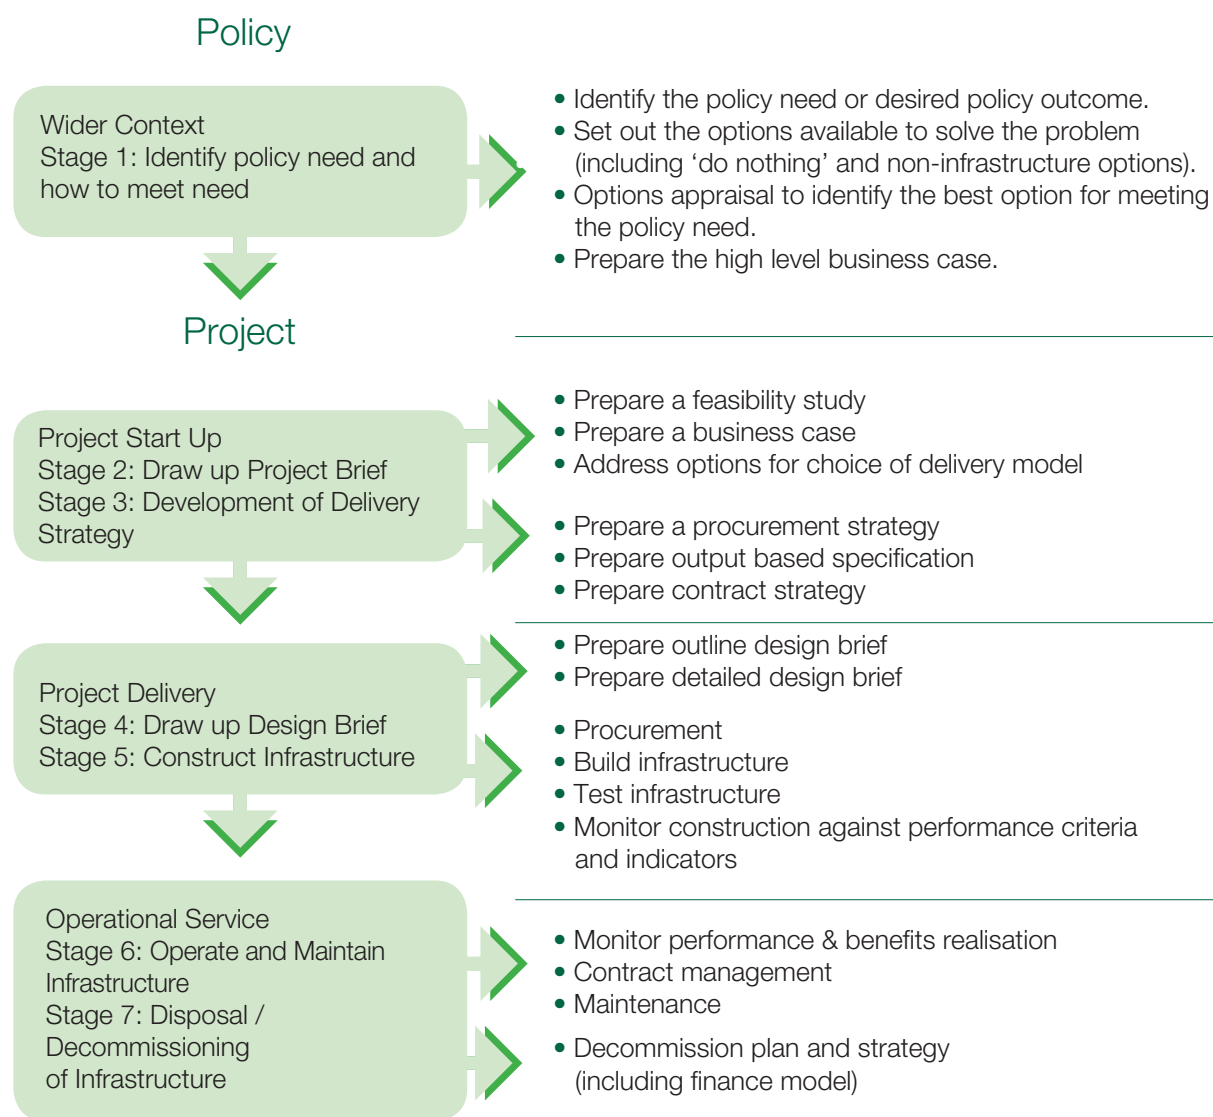 Policy
Wider Context
Stage 1: Identify policy need and
how to meet need
• Identify the policy need or desired policy outcome.
• Set out the options available to solve the problem
(including ‘do nothing’ and non-infrastructure options).
• Options appraisal to identify the best option for meeting
the policy need.
• Prepare the high level business case.
Project
Project Start Up
Stage 2: Draw up Project Brief
Stage 3: Development of Delivery
Strategy
• Prepare a feasibility study
• Prepare a business case
• Address options for choice of delivery model
• Prepare a procurement strategy
• Prepare output based specification
• Prepare contract strategy
Project Delivery
Stage 4: Draw up Design Brief
Stage 5: Construct Infrastructure
• Prepare outline design brief
• Prepare detailed design brief
• Procurement
• Build infrastructure
• Test infrastructure
• Monitor construction against performance criteria
and indicators
Operational Service
Stage 6: Operate and Maintain
Infrastructure
Stage 7: Disposal /
Decommissioning
of Infrastructure
• Monitor performance & benefits realisation
• Contract management
• Maintenance
• Decommission plan and strategy
(including finance model)